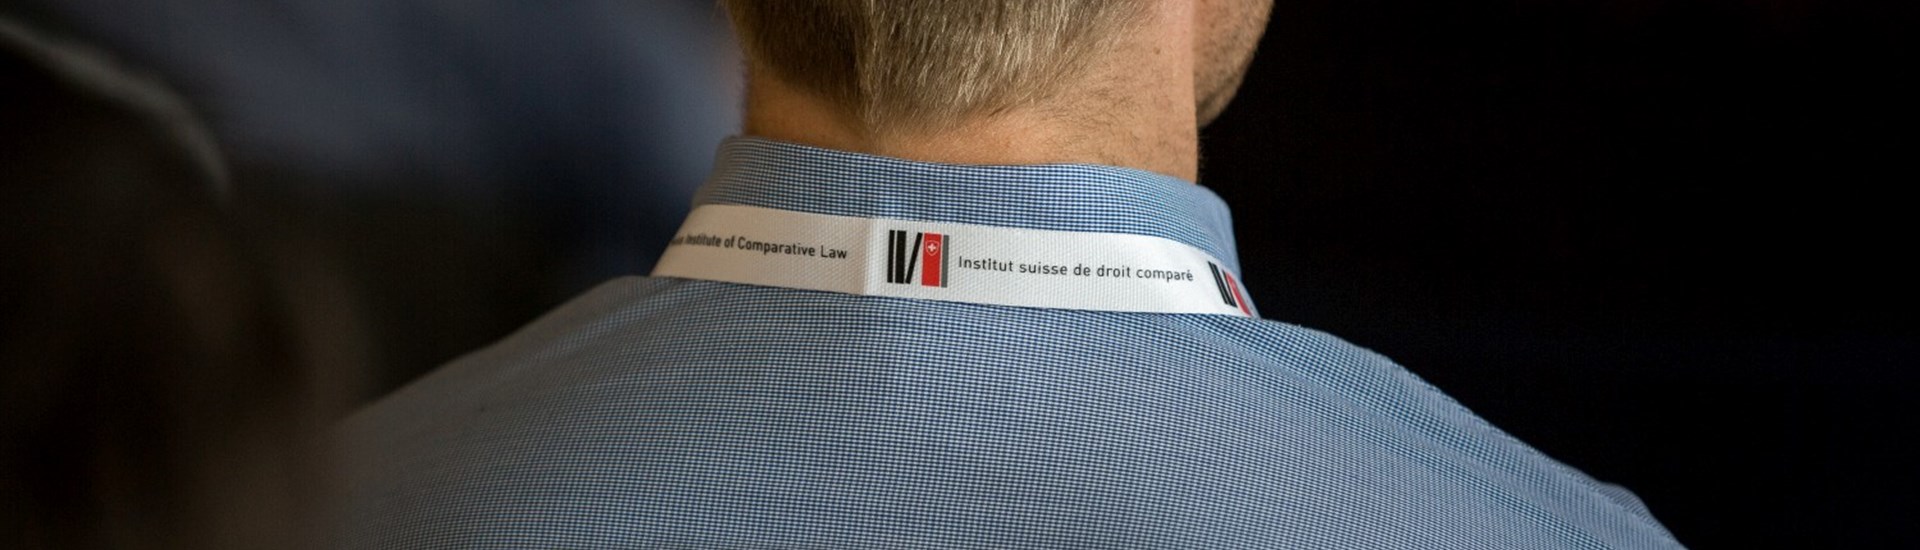 Institute of Comparative Law
Institut suisse de droit comparé